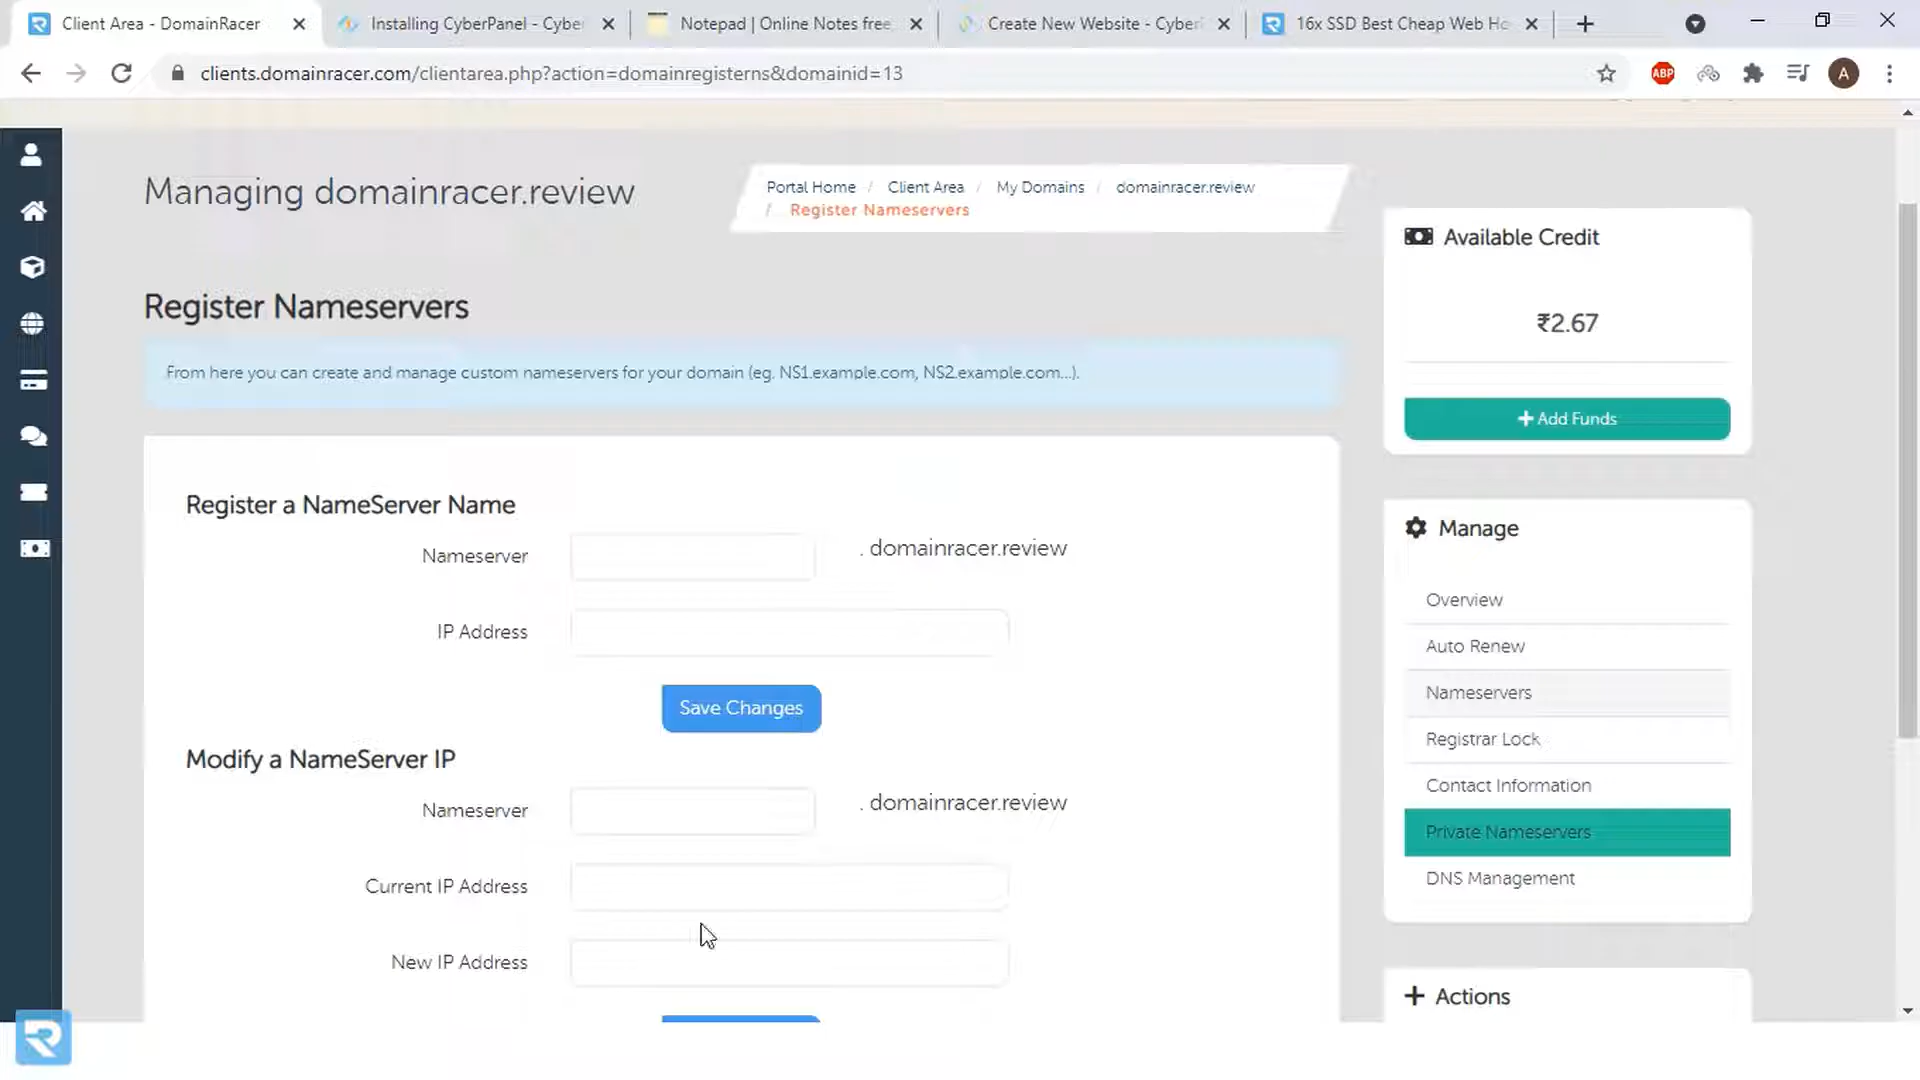 Client Area - DomainRacer
Installing CyberPanel - Cybe
Notepad | Online Notes free
Create New Website - Cyber
16x SSD Best Cheap Web Ho
clients.domainracer.com/clientarea.php?action=domainregisterns&domainid=13
ABP
A
Managing domainracer.review
Portal Home / Client Area / My Domains / domainracer.review
/ Register Nameservers
Register Nameservers
From here you can create and manage custom nameservers for your domain (eg. NS1.example.com, NS2.example.com...).
Register a NameServer Name
Nameserver
. domainracer.review
IP Address
Save Changes
Modify a NameServer IP
Nameserver
. domainracer.review
Current IP Address
New IP Address
Available Credit
₹2.67
+ Add Funds
Manage
Overview
Auto Renew
Nameservers
Registrar Lock
Contact Information
Private Nameservers
DNS Management
+ Actions
R